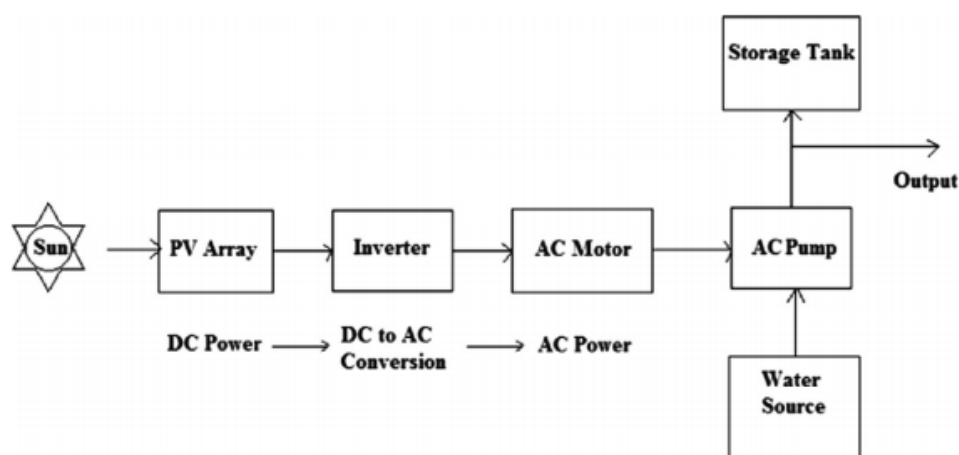 Storage Tank
Output
Sun
PV Array
Inverter
AC Motor
AC Pump
DC Power
DC to AC
Conversion
AC Power
Water
Source